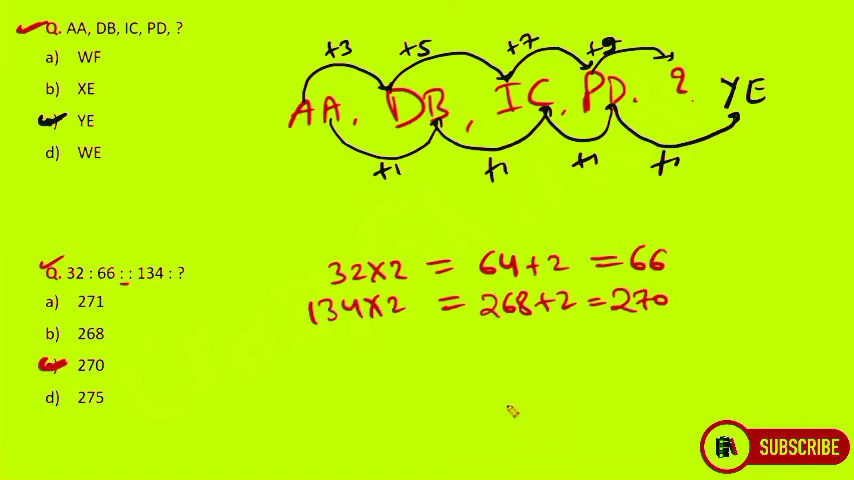 Q. AA, DB, IC, PD, ?
a) WF
b) XE
YE
d) WE
+3 +5 +7 +9
AA, DB, IC, PD. ? YE
+1 +1 +1 +1
Q. 32 : 66 : : 134 : ?
a) 271
b) 268
270
d) 275
32×2 = 64+2 = 66
134×2 = 268+2 = 270
SUBSCRIBE